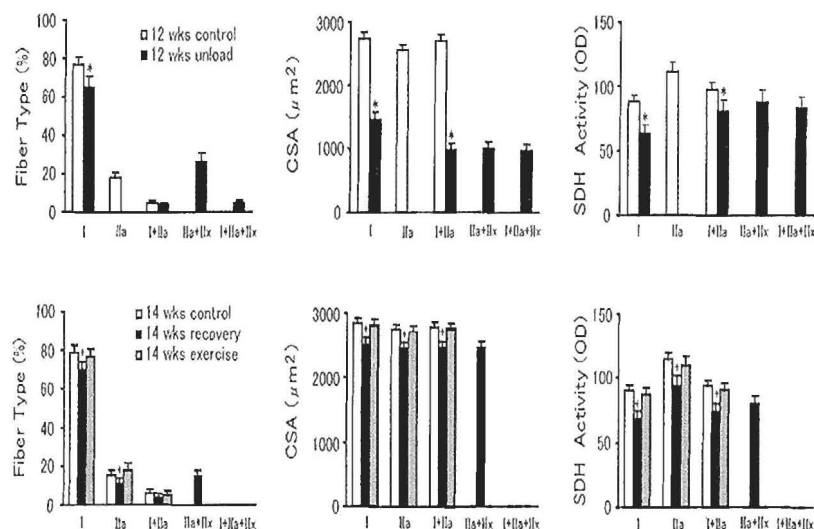 Fiber Type (%)
100
80
60
40
20
0
12 wks control
12 wks unload
*
I
IIa
I+IIa
IIa+IIx
I+IIa+IIx
CSA (μm2)
3000
2000
1000
0
*
*
I
IIa
I+IIa
IIa+IIx
I+IIa+IIx
SDH Activity (OD)
150
100
50
0
*
*
I
IIa
I+IIa
IIa+IIx
I+IIa+IIx
Fiber Type (%)
100
80
60
40
20
0
14 wks control
14 wks recovery
14 wks exercise
+
+
I
IIa
I+IIa
IIa+IIx
I+IIa+IIx
CSA (μm2)
3000
2000
1000
0
+
+
+
I
IIa
I+IIa
IIa+IIx
I+IIa+IIx
SDH Activity (OD)
150
100
50
0
+
+
+
I
IIa
I+IIa
IIa+IIx
I+IIa+IIx